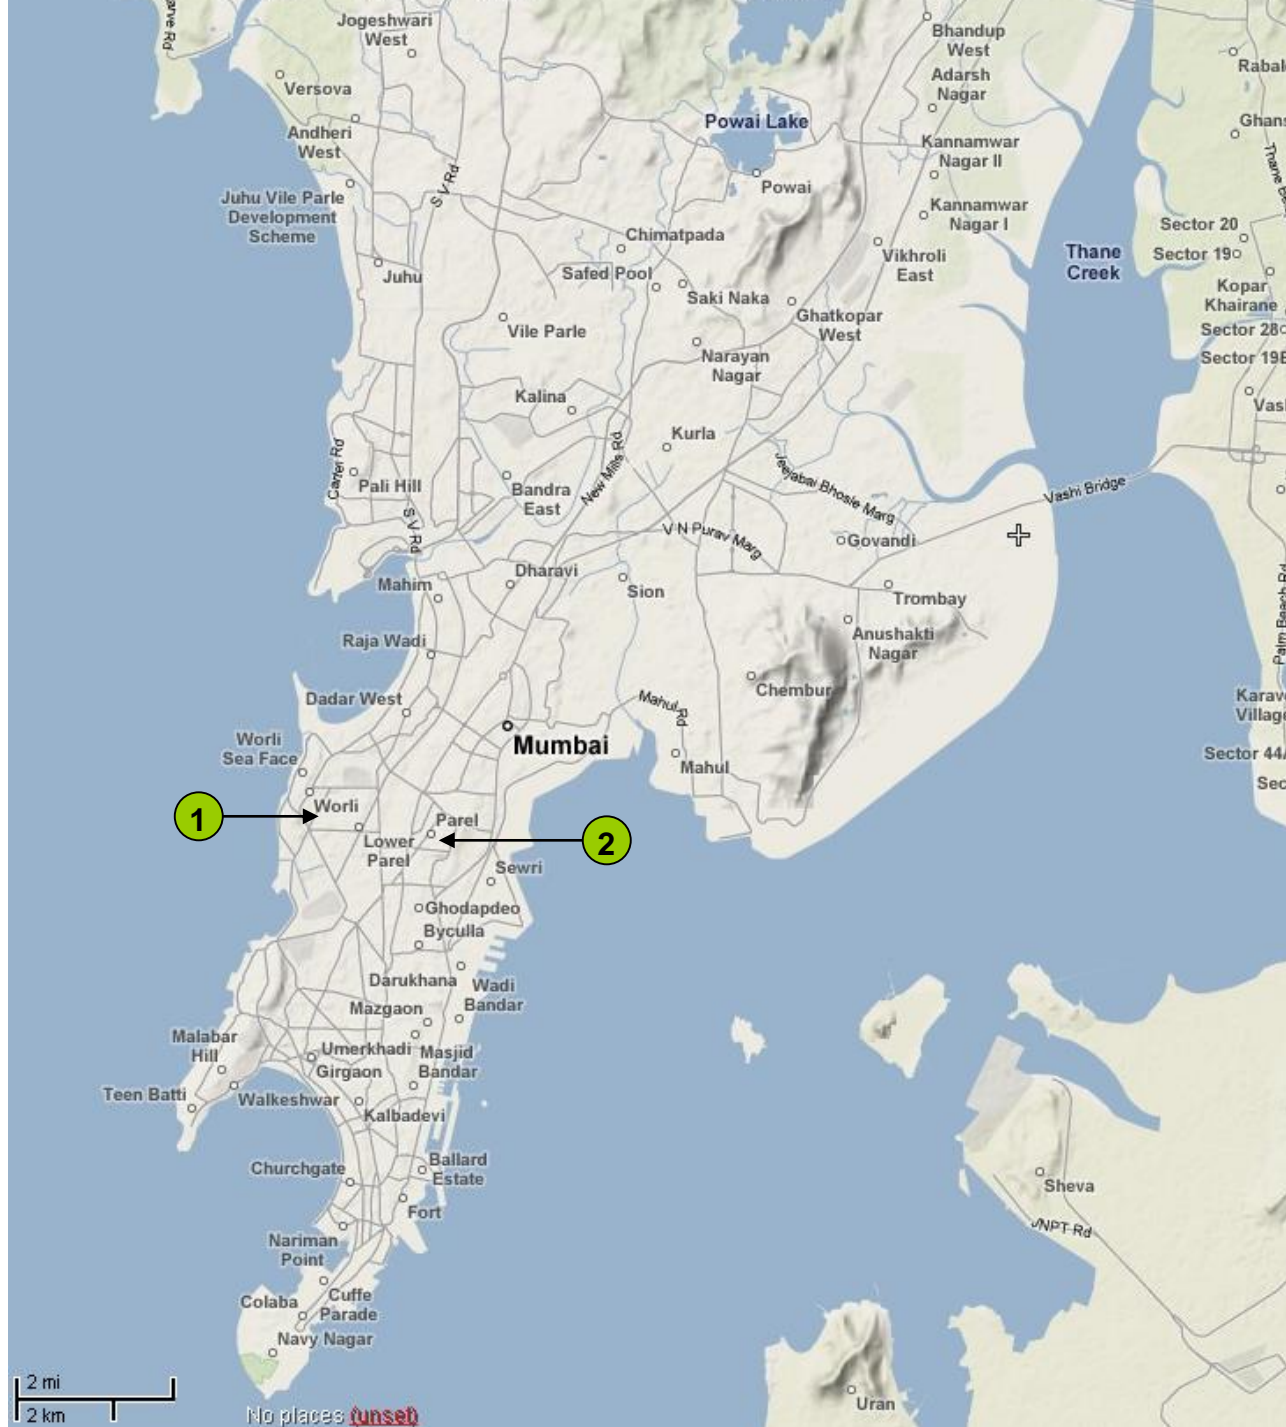 Jogeshwari
West
Versova
Andheri
West
Juhu Vile Parle
Development
Scheme
S V Rd
Powai Lake
Powai
Bhandup
West
Adarsh
Nagar
Kannamwar
Nagar II
Kannamwar
Nagar I
Thane
Creek
Sector 20
Sector 19
Kopar
Khairane
Chimatpada
Safed Pool
Saki Naka
Vikhroli
East
Juhu
Vile Parle
Ghatkopar
West
Narayan
Nagar
Kalina
Kurla
Carter Rd
Pali Hill
S V Rd
Bandra
East
New Mills Rd
Jeejabai Bhosle Marg
Vashi Bridge
V N Purav Marg
Govandi
Mahim
Dharavi
Sion
Trombay
Raja Wadi
Anushakti
Nagar
Palm Beach Rd
Dadar West
Chembur
Mahul Rd
Worli
Sea Face
Mumbai
Mahul
Sector 44A
1
Worli
Parel
2
Lower
Parel
Sewri
Ghodapdeo
Byculla
Darukhana
Wadi
Bandar
Mazgaon
Malabar
Hill
Umerkhadi
Masjid
Bandar
Girgaon
Teen Batti
Walkeshwar
Kalbadevi
Churchgate
Ballard
Estate
Fort
Sheva
JNPT Rd
Nariman
Point
Colaba
Cuffe
Parade
Navy Nagar
Uran
2 mi
2 km
No places (unset)